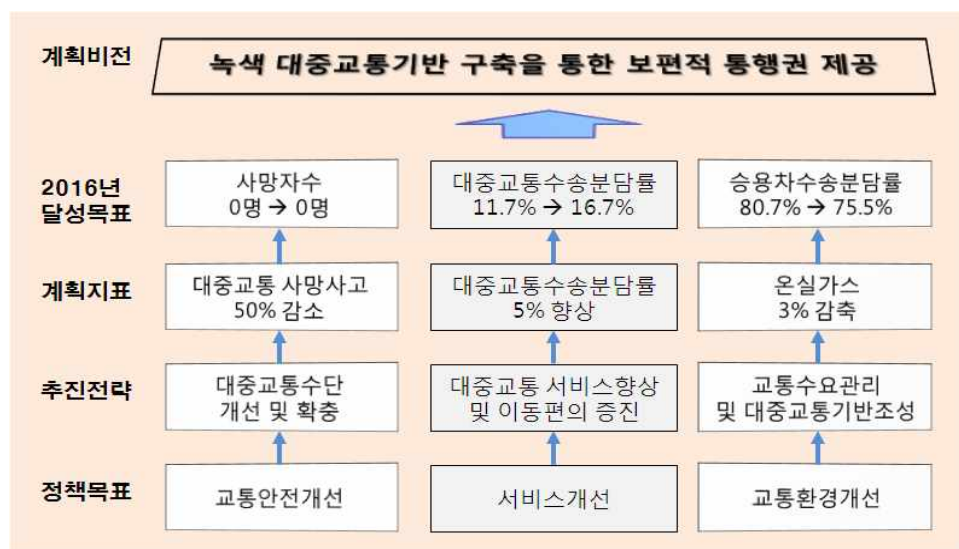 계획비전
녹색 대중교통기반 구축을 통한 보편적 통행권 제공
2016년
달성목표
사망자수
0명 → 0명
대중교통수송분담률
11.7% → 16.7%
승용차수송분담률
80.7% → 75.5%
계획지표
대중교통 사망사고
50% 감소
대중교통수송분담률
5% 향상
온실가스
3% 감축
추진전략
대중교통수단
개선 및 확충
대중교통 서비스향상
및 이동편의 증진
교통수요관리
및 대중교통기반조성
정책목표
교통안전개선
서비스개선
교통환경개선